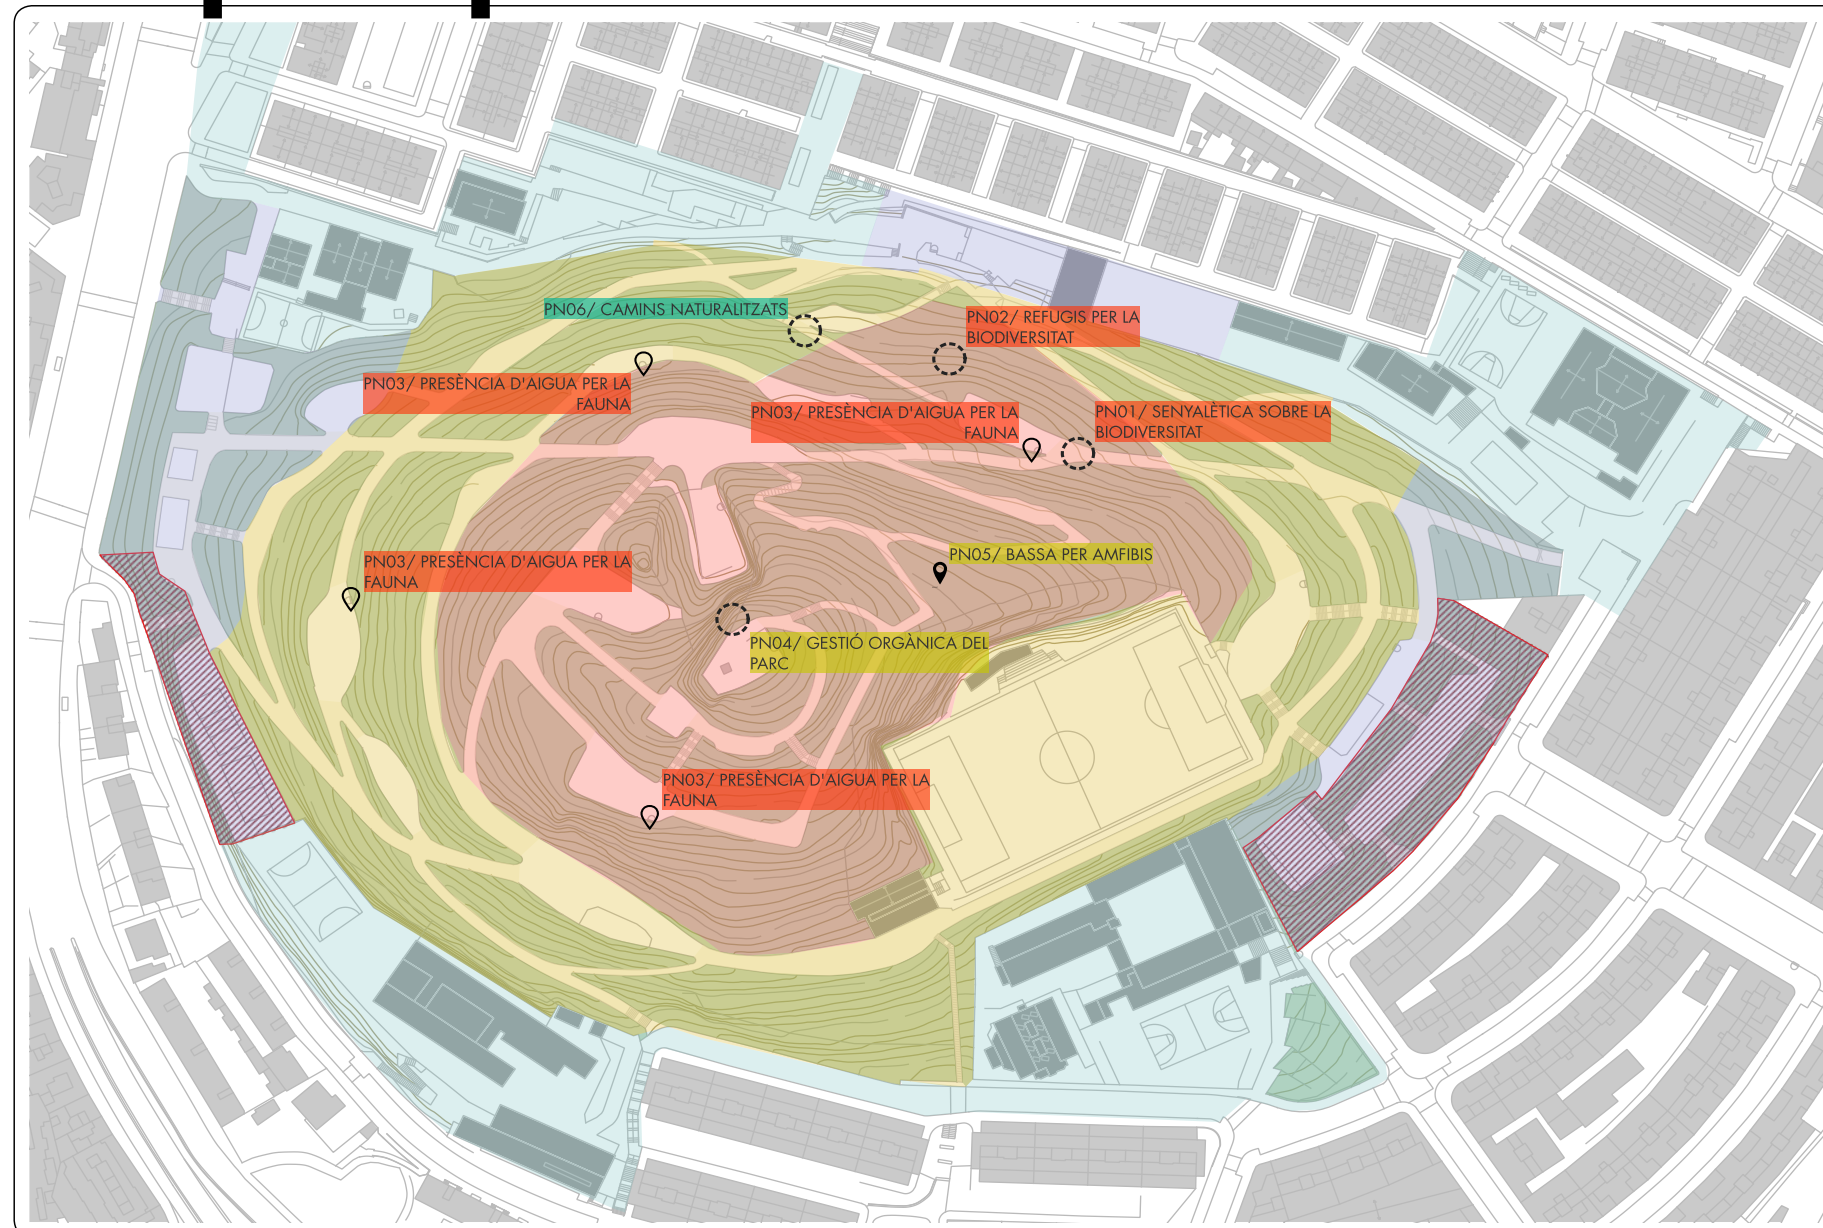 PN06/ CAMINS NATURALITZATS
PN02/ REFUGIS PER LA
BIODIVERSITAT
PN03/ PRESÈNCIA D'AIGUA PER LA
FAUNA
PN03/ PRESÈNCIA D'AIGUA PER LA
FAUNA
PN01/ SENYALÈTICA SOBRE LA
BIODIVERSITAT
PN05/ BASSA PER AMFIBIS
PN03/ PRESÈNCIA D'AIGUA PER LA
FAUNA
PN04/ GESTIÓ ORGÀNICA DEL
PARC
PN03/ PRESÈNCIA D'AIGUA PER LA
FAUNA